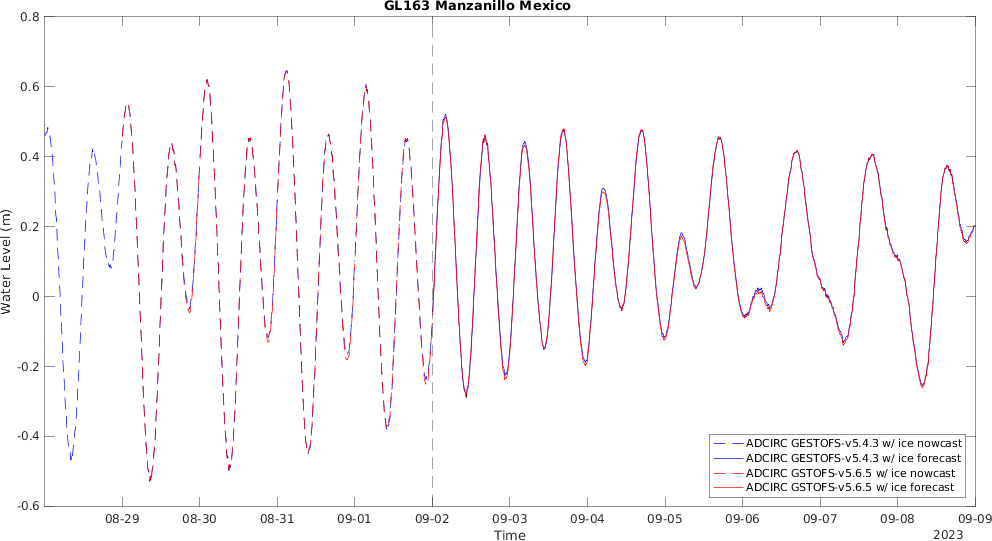 GL163 Manzanillo Mexico
0.8
0.6
0.4
0.2
0
-0.2
-0.4
-0.6
Water Level (m)
ADCIRC GESTOFS-v5.4.3 w/ ice nowcast
ADCIRC GESTOFS-v5.4.3 w/ ice forecast
ADCIRC GSTOFS-v5.6.5 w/ ice nowcast
ADCIRC GSTOFS-v5.6.5 w/ ice forecast
08-29 08-30 08-31 09-01 09-02 09-03 09-04 09-05 09-06 09-07 09-08 09-09
Time
2023